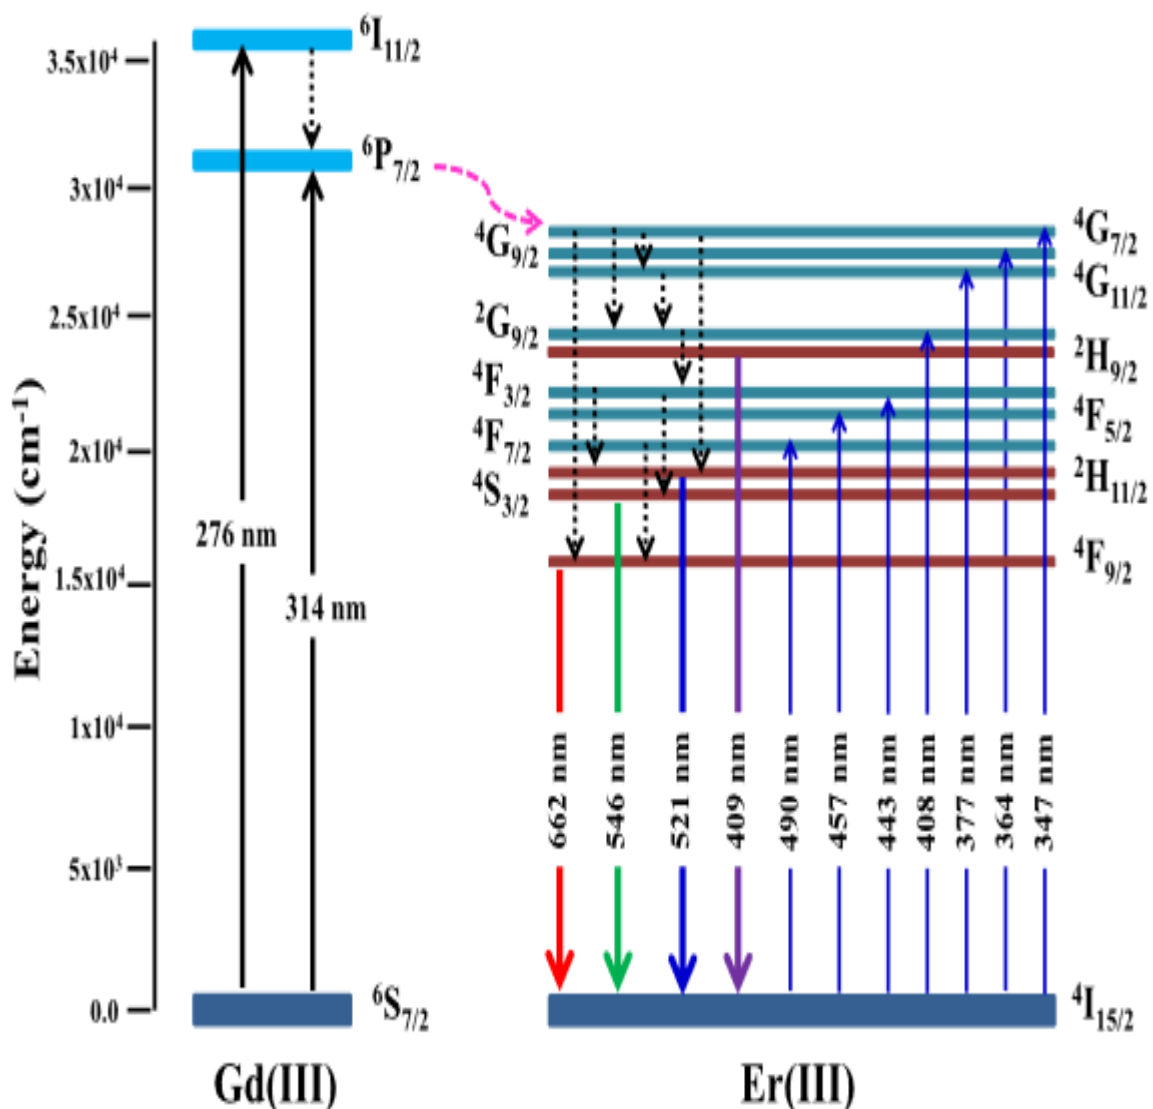 Energy (cm⁻¹)
3.5x10⁴
3x10⁴
2.5x10⁴
2x10⁴
1.5x10⁴
1x10⁴
5x10³
0.0
⁶I₁₁/₂
⁶P₇/₂
276 nm
314 nm
⁶S₇/₂
Gd(III)
⁴G₉/₂
²G₉/₂
⁴F₃/₂
⁴F₇/₂
⁴S₃/₂
⁴G₇/₂
⁴G₁₁/₂
²H₉/₂
⁴F₅/₂
²H₁₁/₂
⁴F₉/₂
662 nm
546 nm
521 nm
409 nm
490 nm
457 nm
443 nm
408 nm
377 nm
364 nm
347 nm
⁴I₁₅/₂
Er(III)